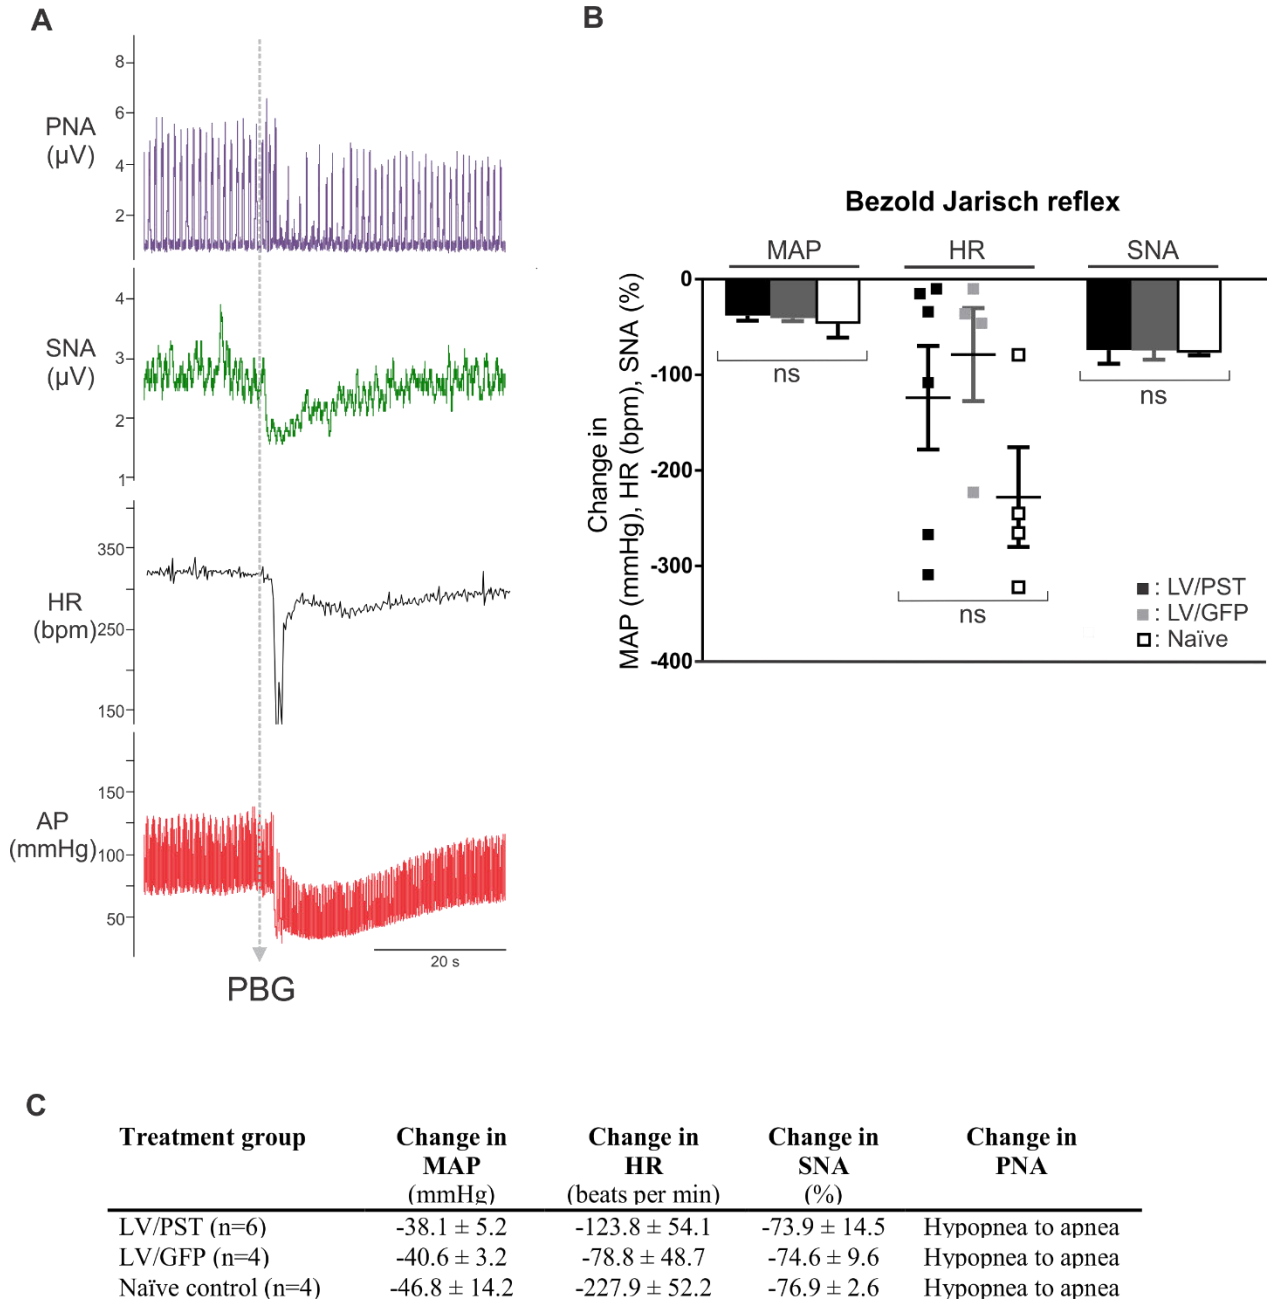 A
PNA
(µV)
8
6
4
2
SNA
(µV)
4
3
2
1
HR
(bpm)
350
250
150
AP
(mmHg)
150
100
50
20 s
PBG
B
Bezold Jarisch reflex
MAP HR SNA
Change in
MAP (mmHg), HR (bpm), SNA (%)
0
-100
-200
-300
-400
ns
ns
ns
: LV/PST
: LV/GFP
: Naïve
C
Treatment group Change in Change in Change in Change in
MAP HR SNA PNA
(mmHg) (beats per min) (%)
LV/PST (n=6) -38.1 ± 5.2 -123.8 ± 54.1 -73.9 ± 14.5 Hypopnea to apnea
LV/GFP (n=4) -40.6 ± 3.2 -78.8 ± 48.7 -74.6 ± 9.6 Hypopnea to apnea
Naïve control (n=4) -46.8 ± 14.2 -227.9 ± 52.2 -76.9 ± 2.6 Hypopnea to apnea